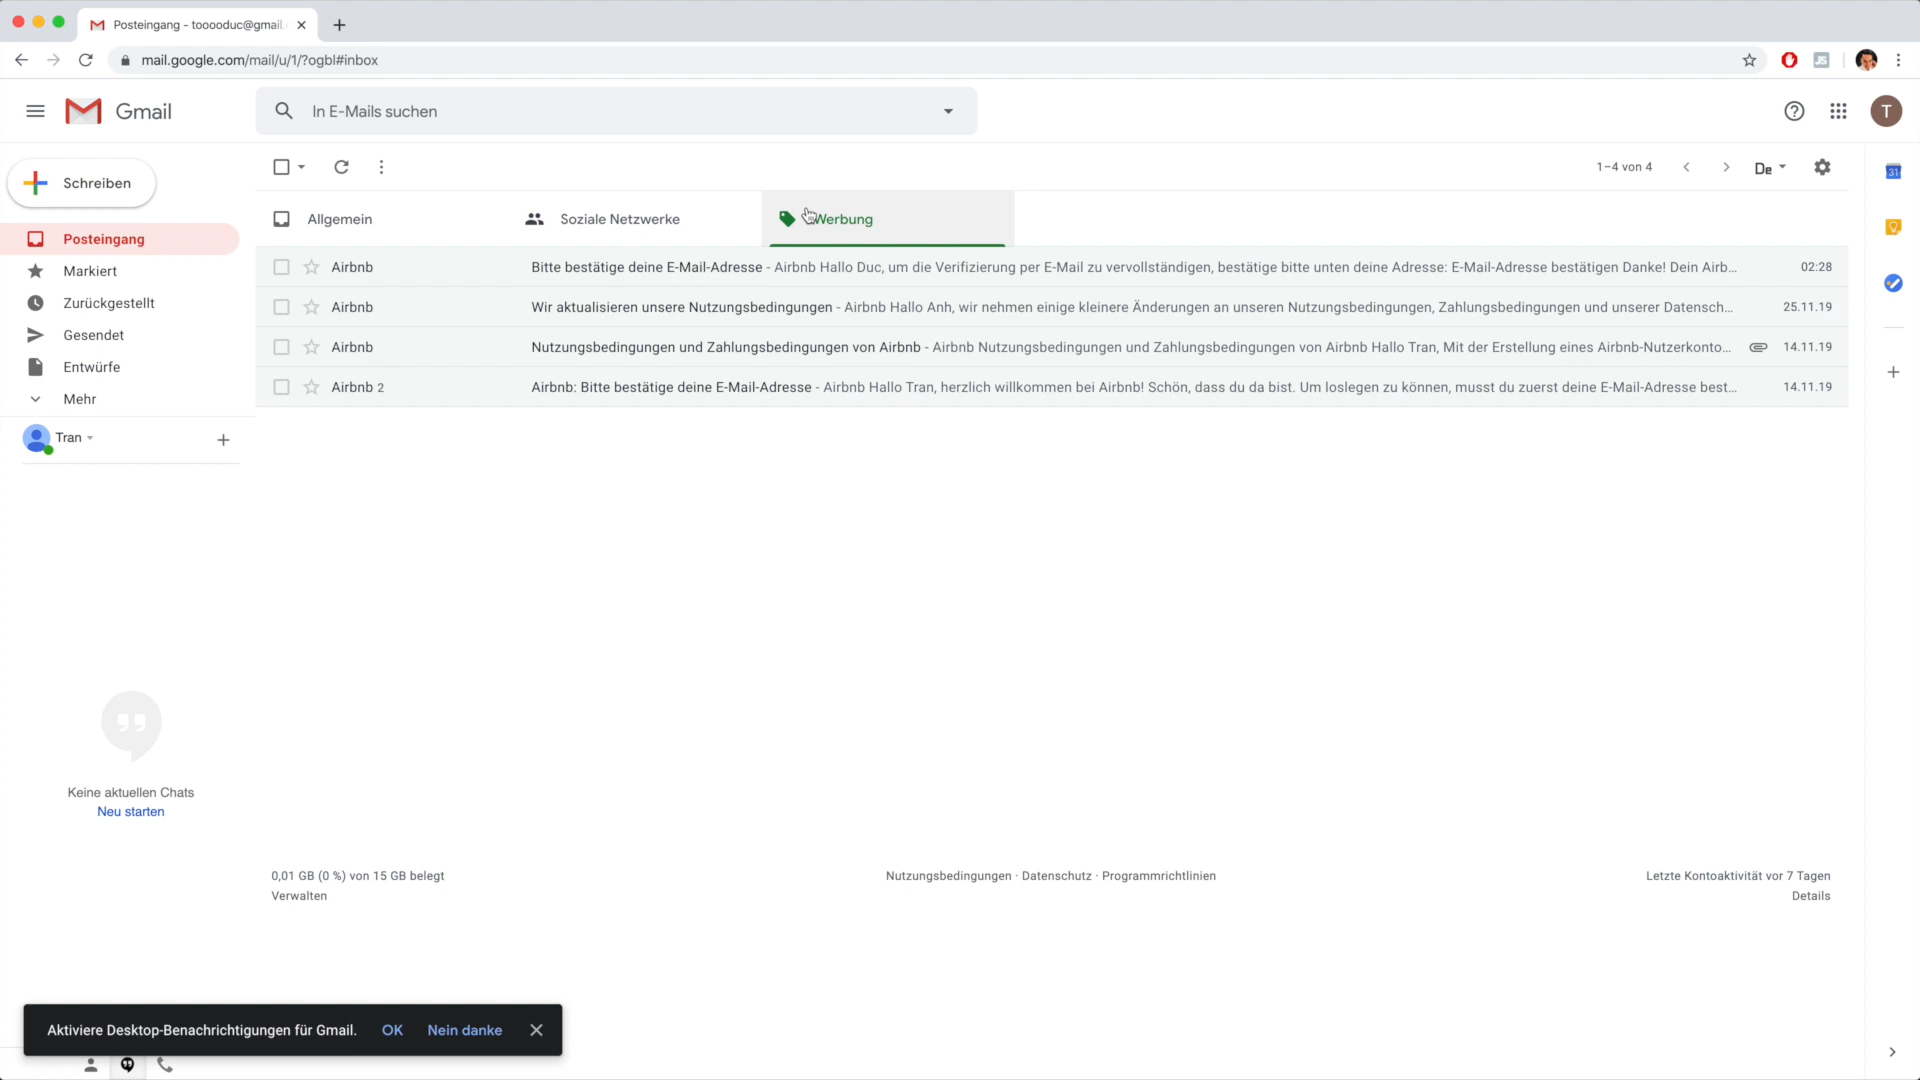 Posteingang - tooooduc@gmail.
mail.google.com/mail/u/1/?ogbl#inbox
JS
Gmail
In E-Mails suchen
T
Schreiben
1–4 von 4
De
31
Allgemein
Soziale Netzwerke
Werbung
Posteingang
Markiert
Zurückgestellt
Gesendet
Entwürfe
Mehr
Tran
Airbnb Bitte bestätige deine E-Mail-Adresse - Airbnb Hallo Duc, um die Verifizierung per E-Mail zu vervollständigen, bestätige bitte unten deine Adresse: E-Mail-Adresse bestätigen Danke! Dein Airb... 02:28
Airbnb Wir aktualisieren unsere Nutzungsbedingungen - Airbnb Hallo Anh, wir nehmen einige kleinere Änderungen an unseren Nutzungsbedingungen, Zahlungsbedingungen und unserer Datensch... 25.11.19
Airbnb Nutzungsbedingungen und Zahlungsbedingungen von Airbnb - Airbnb Nutzungsbedingungen und Zahlungsbedingungen von Airbnb Hallo Tran, Mit der Erstellung eines Airbnb-Nutzerkonto... 14.11.19
Airbnb 2 Airbnb: Bitte bestätige deine E-Mail-Adresse - Airbnb Hallo Tran, herzlich willkommen bei Airbnb! Schön, dass du da bist. Um loslegen zu können, musst du zuerst deine E-Mail-Adresse best... 14.11.19
Keine aktuellen Chats
Neu starten
0,01 GB (0 %) von 15 GB belegt
Verwalten
Nutzungsbedingungen · Datenschutz · Programmrichtlinien
Letzte Kontoaktivität vor 7 Tagen
Details
Aktiviere Desktop-Benachrichtigungen für Gmail. OK Nein danke